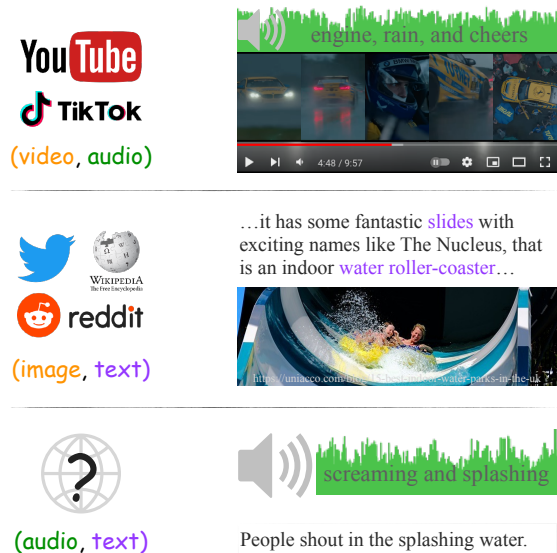 YouTube
TikTok
(video, audio)
engine, rain, and cheers
4:48 / 9:57
WIKIPEDIA
The Free Encyclopedia
reddit
(image, text)
…it has some fantastic slides with
exciting names like The Nucleus, that
is an indoor water roller-coaster…
?
(audio, text)
screaming and splashing
People shout in the splashing water.